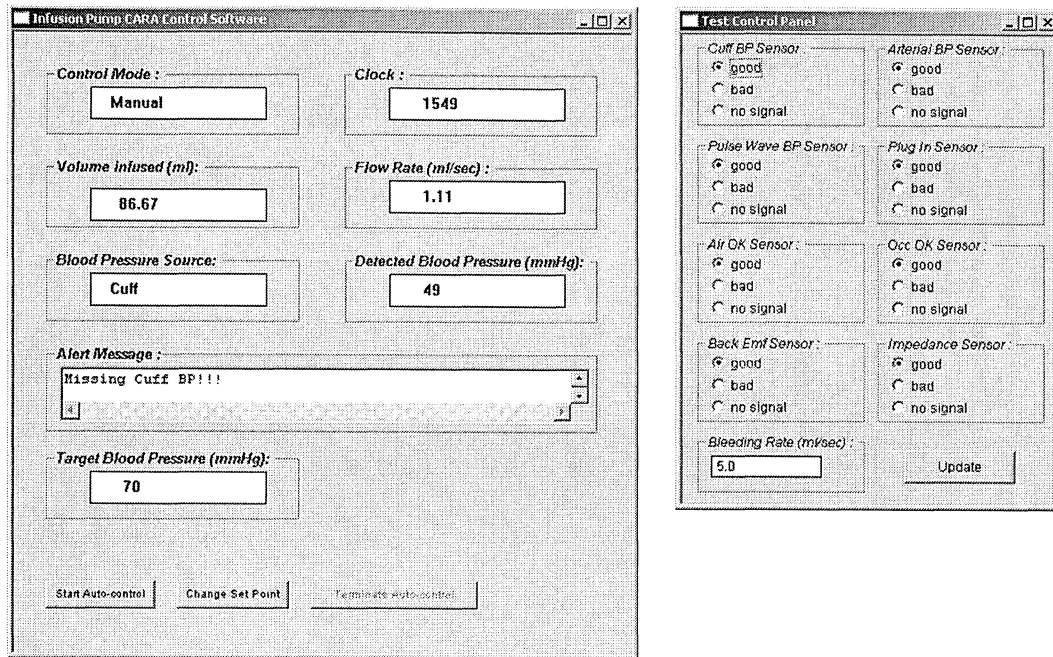 Infusion Pump CARA Control Software
Control Mode :
Manual
Clock :
1549
Volume Infused (ml):
86.67
Flow Rate (ml/sec) :
1.11
Blood Pressure Source:
Cuff
Detected Blood Pressure (mmHg):
49
Alert Message :
Missing Cuff BP!!!
Target Blood Pressure (mmHg):
70
Start Auto-control
Change Set Point
Terminate Auto-control
Test Control Panel
Cuff BP Sensor :
good
bad
no signal
Arterial BP Sensor :
good
bad
no signal
Pulse Wave BP Sensor :
good
bad
no signal
Plug In Sensor :
good
bad
no signal
Air OK Sensor :
good
bad
no signal
Occ OK Sensor :
good
bad
no signal
Back Emf Sensor :
good
bad
no signal
Impedance Sensor :
good
bad
no signal
Bleeding Rate (ml/sec) :
5.0
Update